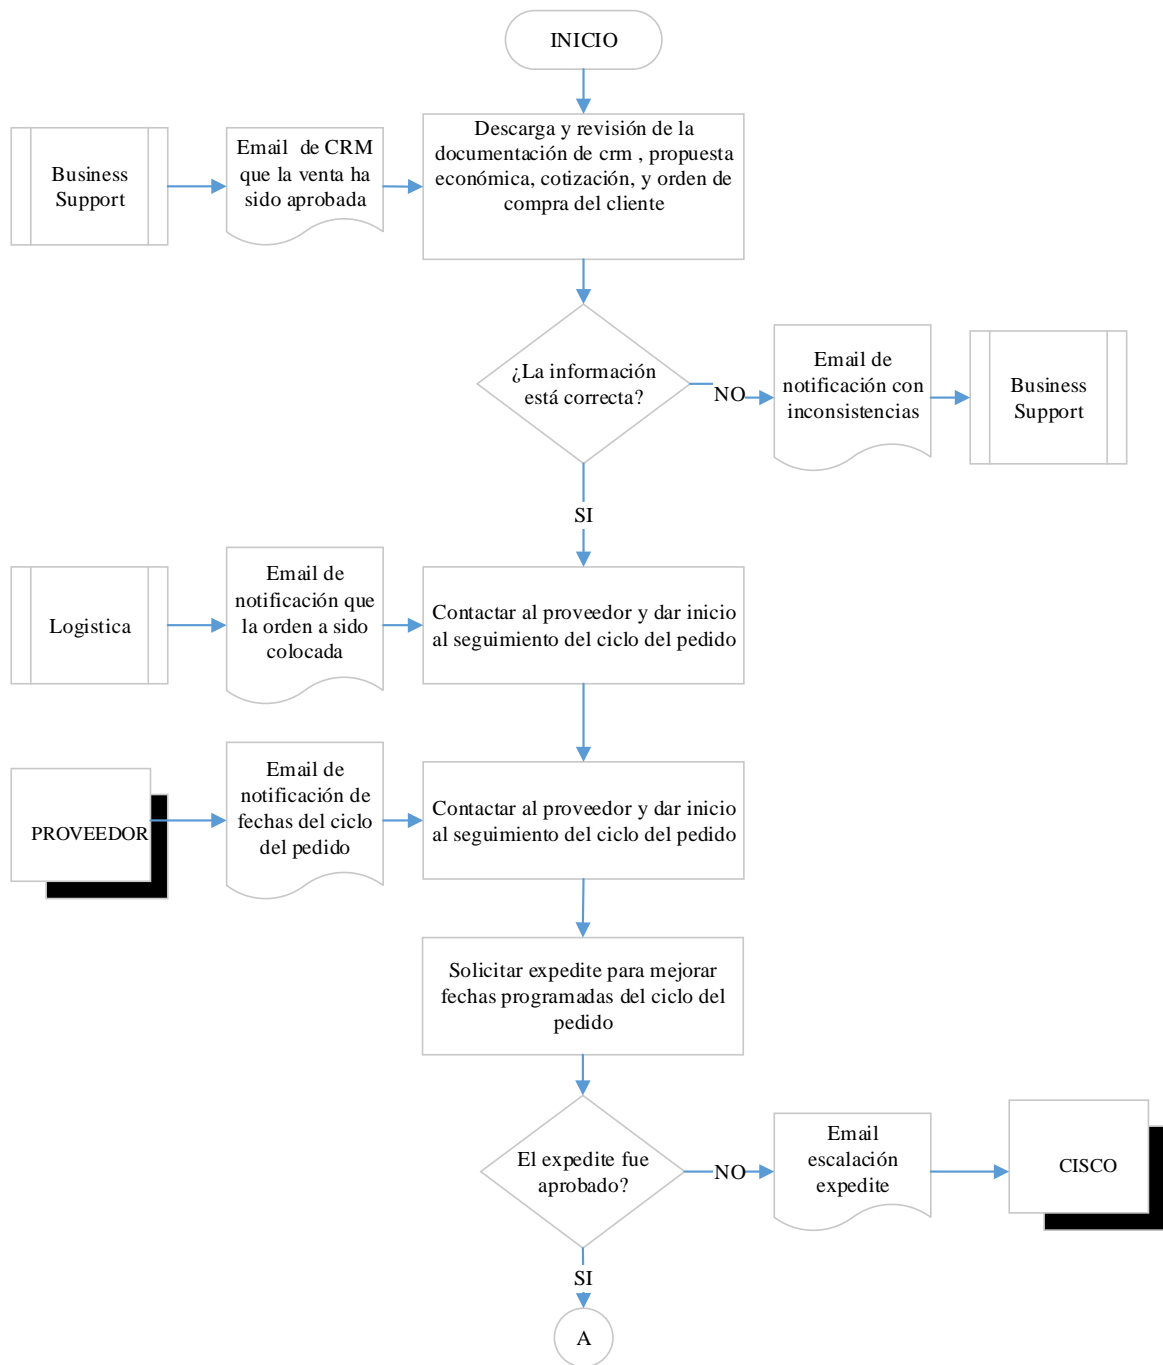 INICIO
Business
Support
Email de CRM
que la venta ha
sido aprobada
Descarga y revisión de la
documentación de crm , propuesta
económica, cotización, y orden de
compra del cliente
¿La información
está correcta?
NO
Email de
notificación con
inconsistencias
Business
Support
SI
Logistica
Email de
notificación que
la orden a sido
colocada
Contactar al proveedor y dar inicio
al seguimiento del ciclo del pedido
PROVEEDOR
Email de
notificación de
fechas del ciclo
del pedido
Contactar al proveedor y dar inicio
al seguimiento del ciclo del pedido
Solicitar expedite para mejorar
fechas programadas del ciclo del
pedido
El expedite fue
aprobado?
NO
Email
escalación
expedite
CISCO
SI
A